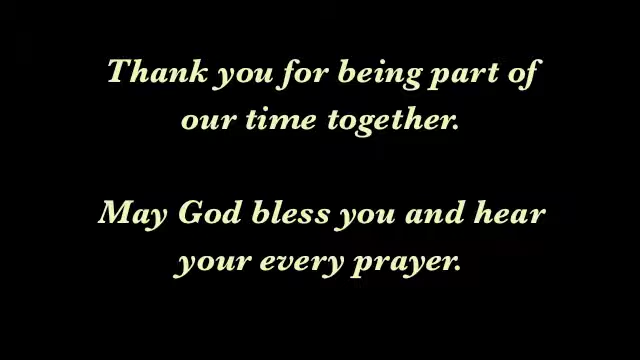 Thank you for being part of
our time together.
May God bless you and hear
your every prayer.